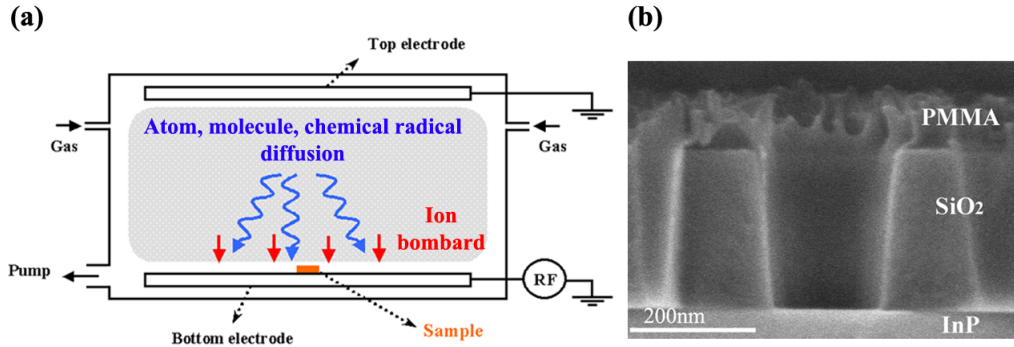 (a)
Top electrode
Gas
Atom, molecule, chemical radical
diffusion
Gas
Ion
bombard
Pump
RF
Bottom electrode
Sample
(b)
PMMA
SiO₂
200nm
InP